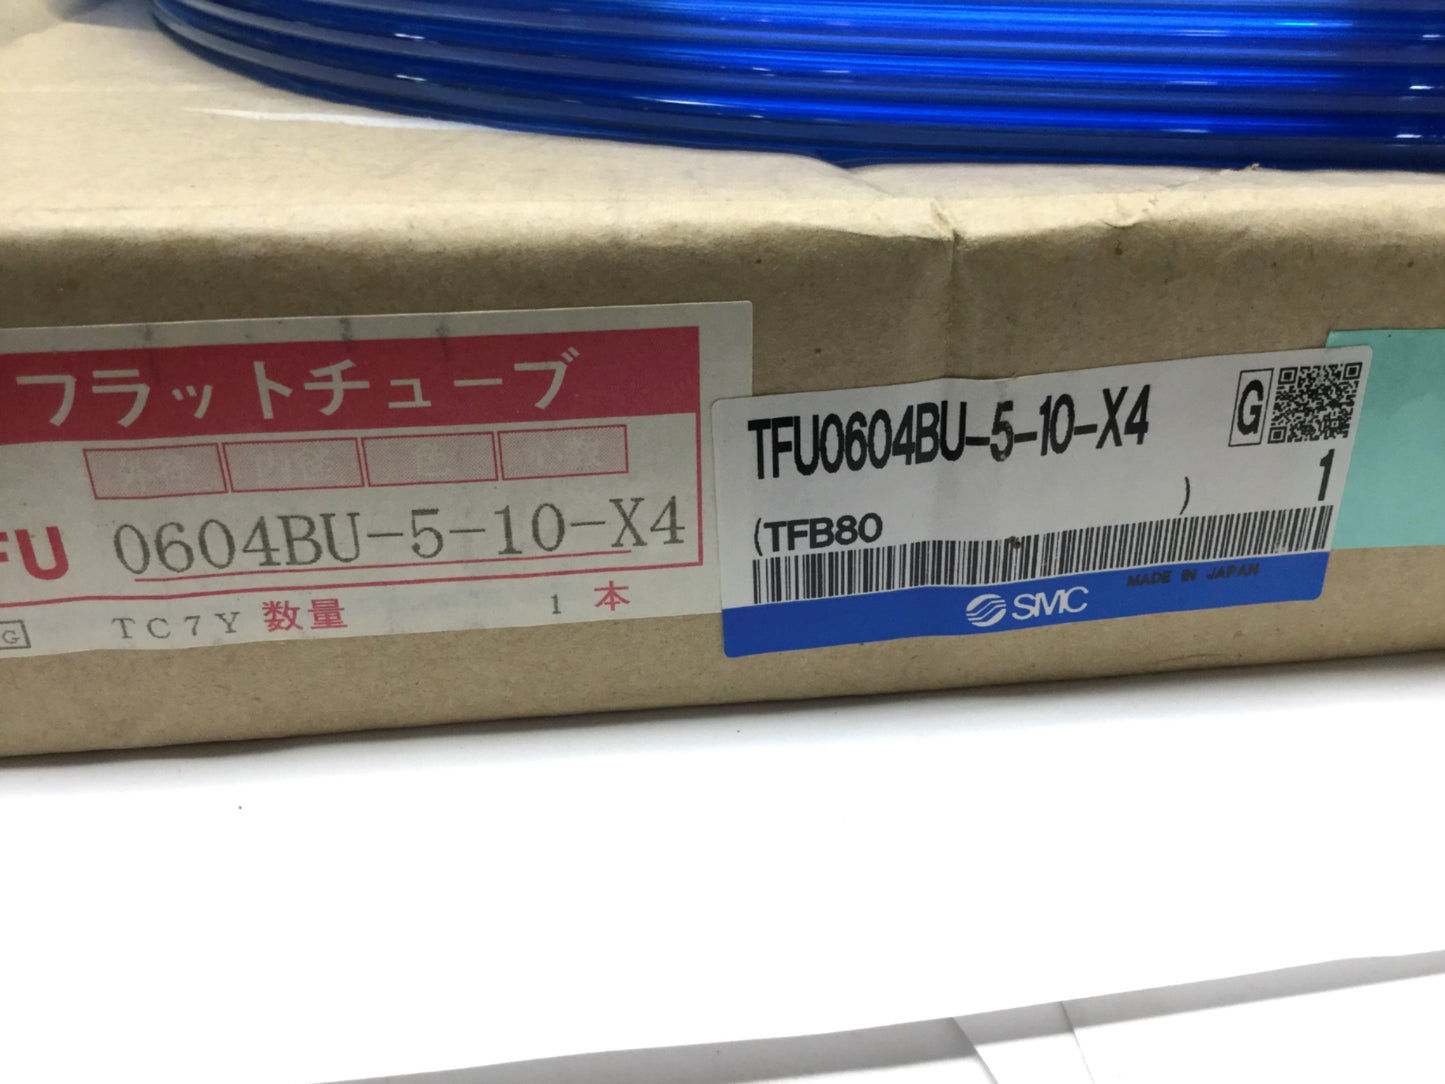 フラットチューブ
FU 0604BU-5-10-X4
G TC7Y 数量 1 本
TFU0604BU-5-10-X4
G
1
(TFB80 )
MADE IN JAPAN
SMC